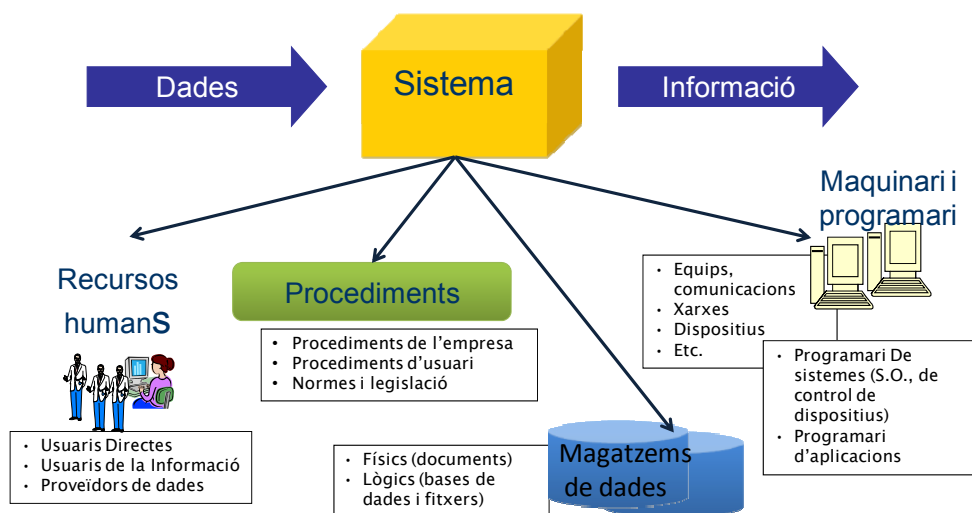 Dades
Sistema
Informació
Recursos
humanS
• Usuaris Directes
• Usuaris de la Informació
• Proveïdors de dades
Procediments
• Procediments de l'empresa
• Procediments d'usuari
• Normes i legislació
Magatzems
de dades
• Físics (documents)
• Lògics (bases de
dades i fitxers)
Maquinari i
programari
• Equips,
comunicacions
• Xarxes
• Dispositius
• Etc.
• Programari De
sistemes (S.O., de
control de
dispositius)
• Programari
d'aplicacions